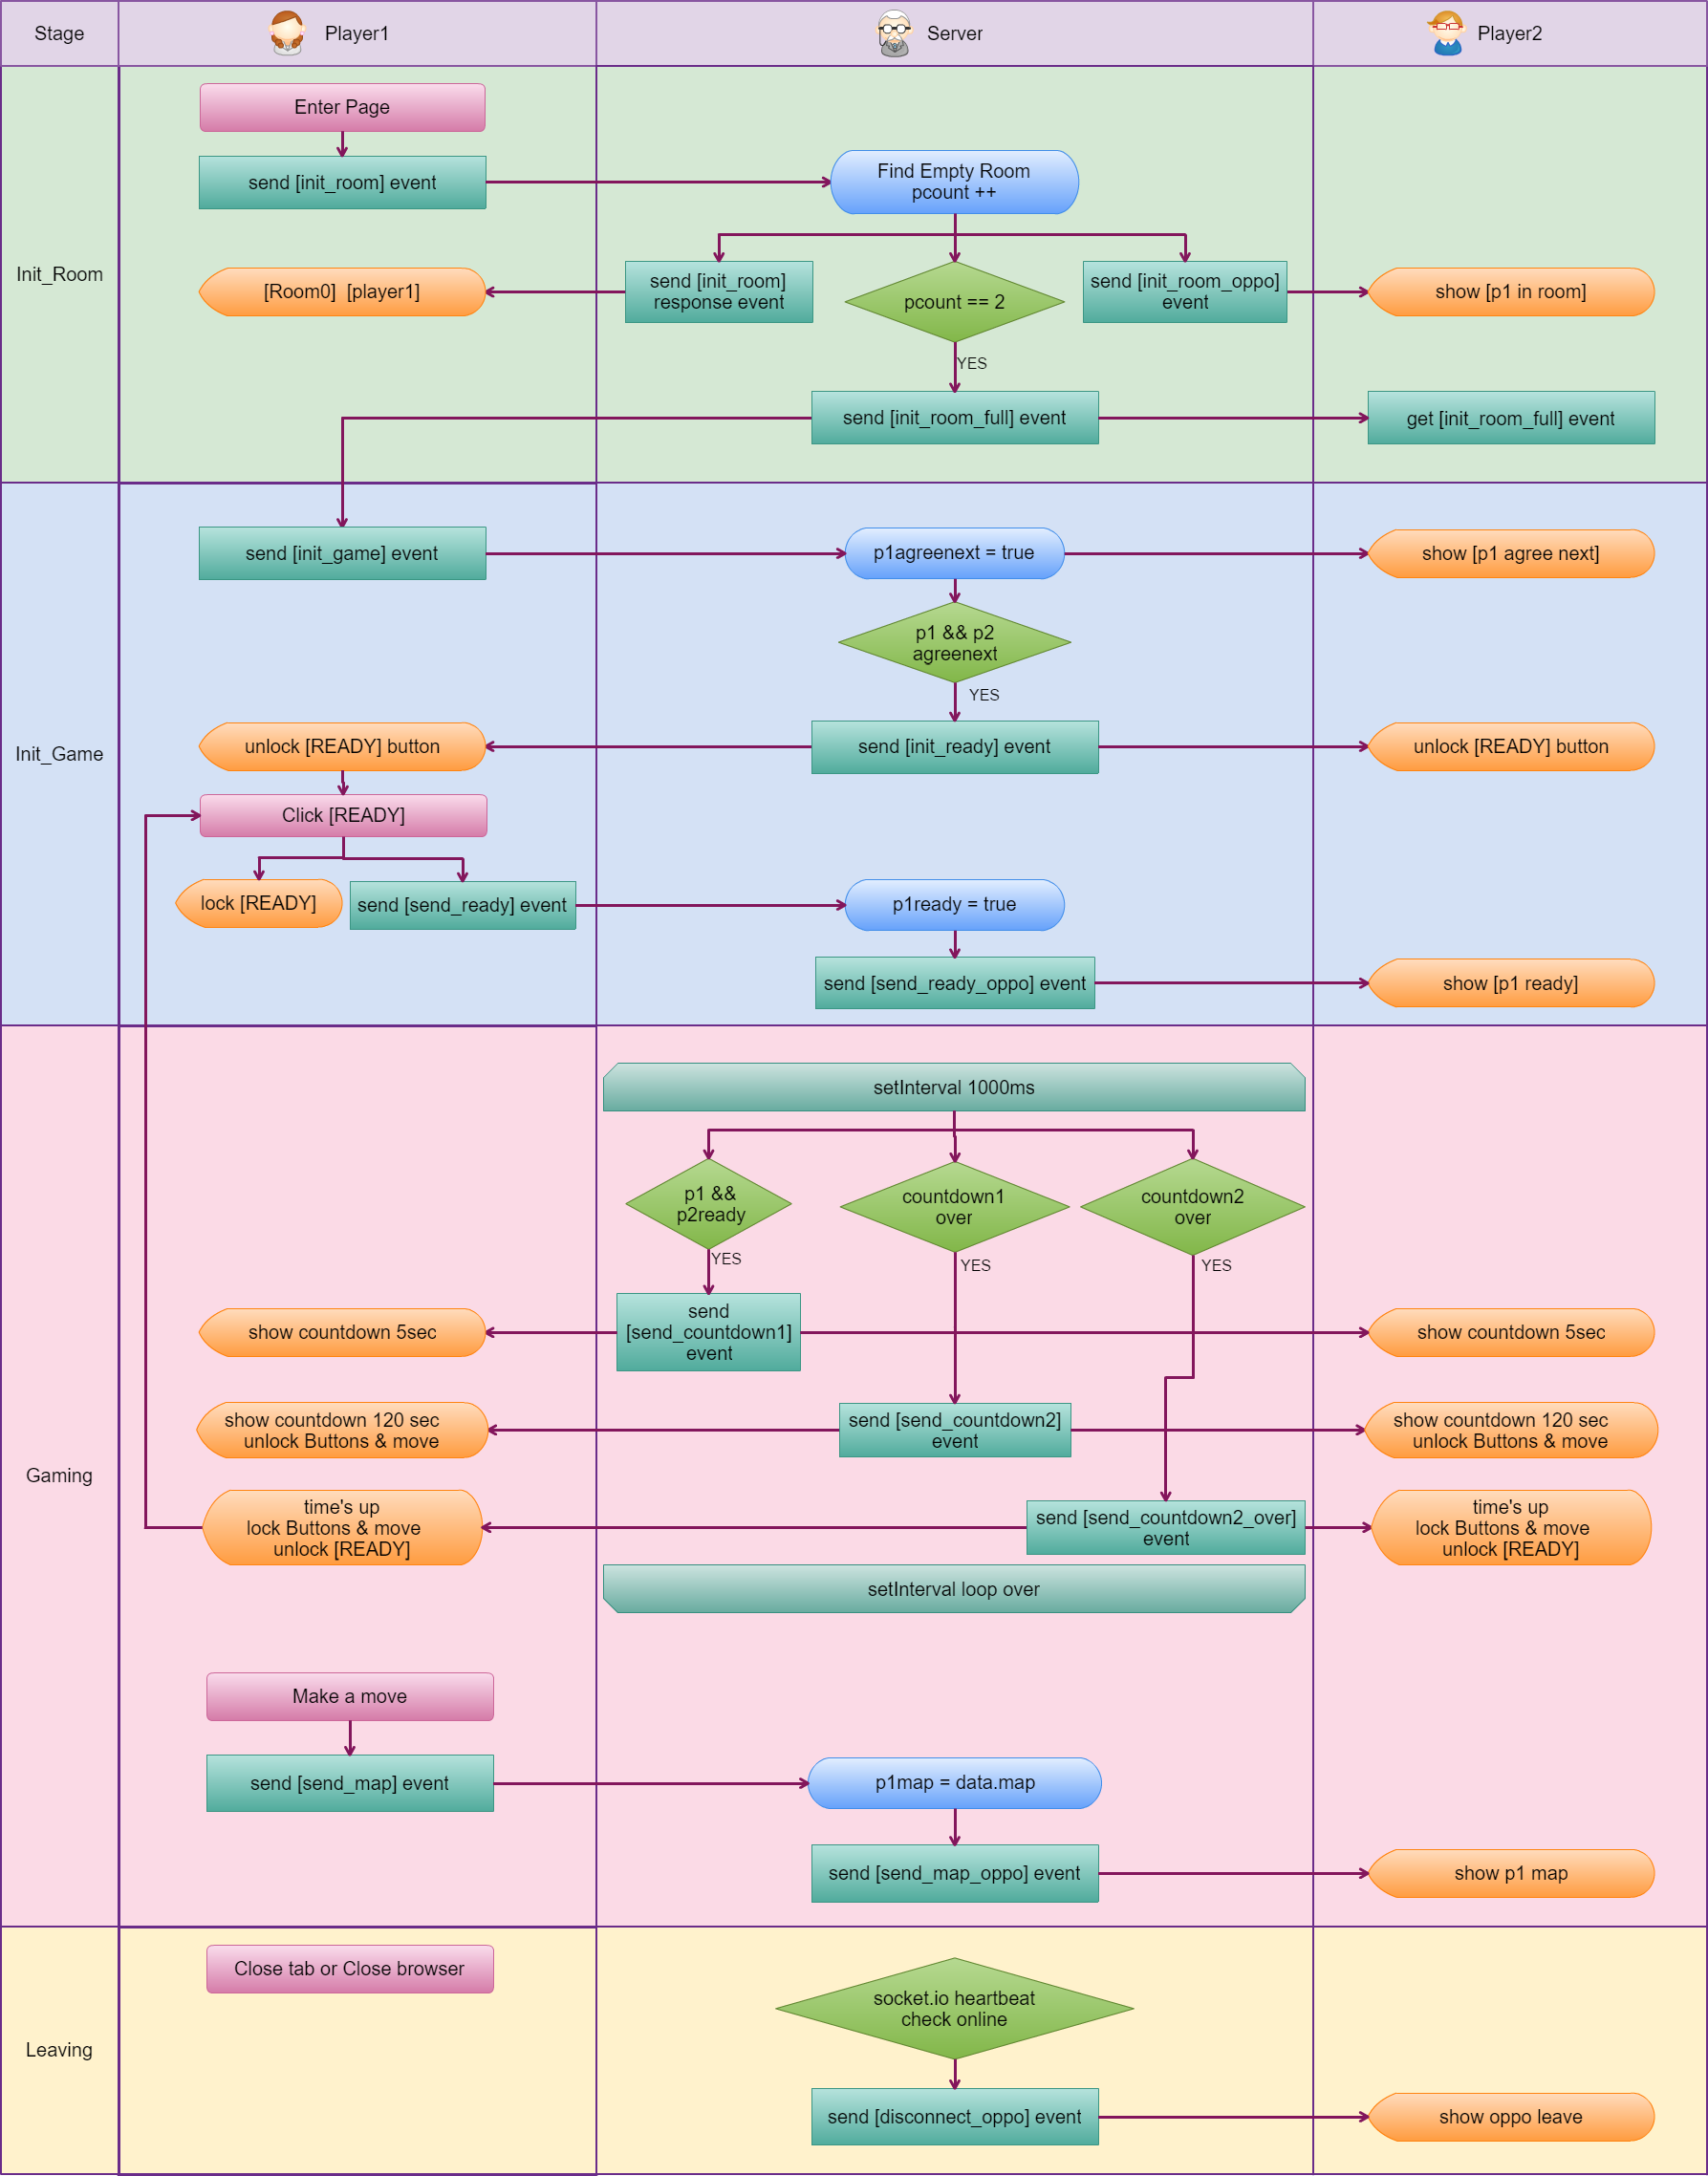 Stage
Player1
Server
Player2
Init_Room
Enter Page
send [init_room] event
Find Empty Room
pcount ++
[Room0]  [player1]
send [init_room]
response event
pcount == 2
send [init_room_oppo]
event
show [p1 in room]
YES
send [init_room_full] event
get [init_room_full] event
Init_Game
send [init_game] event
p1agreenext = true
show [p1 agree next]
p1 && p2
agreenext
YES
unlock [READY] button
send [init_ready] event
unlock [READY] button
Click [READY]
lock [READY]
send [send_ready] event
p1ready = true
send [send_ready_oppo] event
show [p1 ready]
Gaming
setInterval 1000ms
p1 &&
p2ready
countdown1
over
countdown2
over
YES
YES
YES
show countdown 5sec
send
[send_countdown1]
event
show countdown 5sec
show countdown 120 sec
unlock Buttons & move
send [send_countdown2]
event
show countdown 120 sec
unlock Buttons & move
time's up
lock Buttons & move
unlock [READY]
send [send_countdown2_over]
event
time's up
lock Buttons & move
unlock [READY]
setInterval loop over
Make a move
send [send_map] event
p1map = data.map
send [send_map_oppo] event
show p1 map
Leaving
Close tab or Close browser
socket.io heartbeat
check online
send [disconnect_oppo] event
show oppo leave